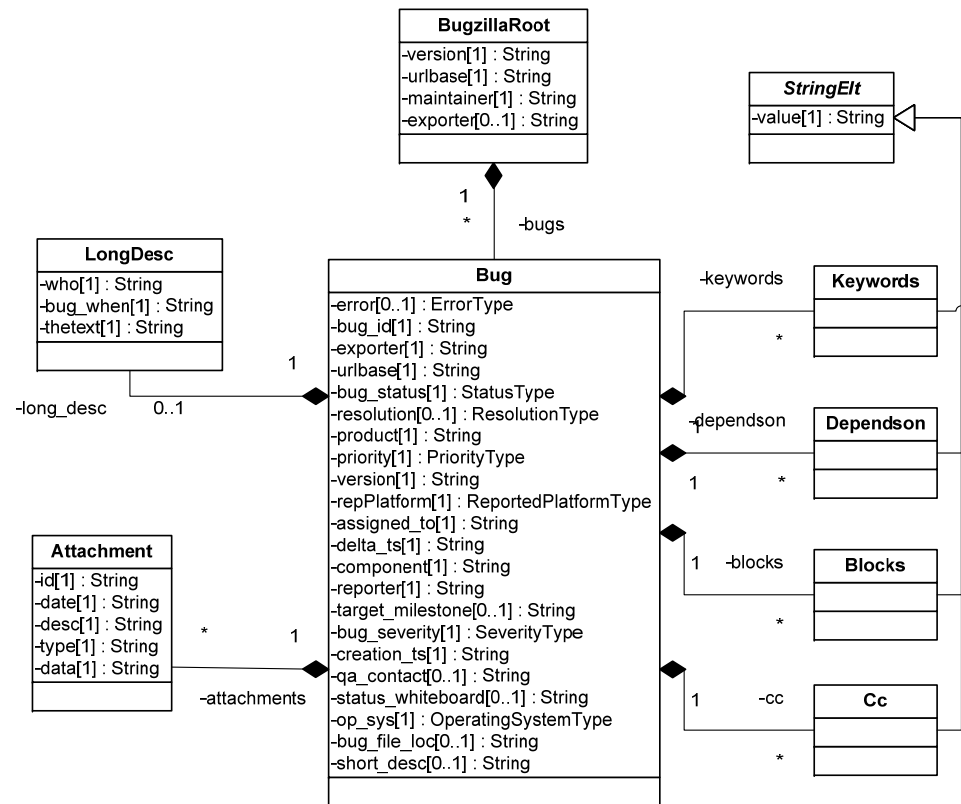 BugzillaRoot
-version[1] : String
-urlbase[1] : String
-maintainer[1] : String
-exporter[0..1] : String
StringElt
-value[1] : String
1
*
-bugs
LongDesc
-who[1] : String
-bug_when[1] : String
-thetext[1] : String
1
-long_desc
0..1
Bug
-error[0..1] : ErrorType
-bug_id[1] : String
-exporter[1] : String
-urlbase[1] : String
-bug_status[1] : StatusType
-resolution[0..1] : ResolutionType
-product[1] : String
-priority[1] : PriorityType
-version[1] : String
-repPlatform[1] : ReportedPlatformType
-assigned_to[1] : String
-delta_ts[1] : String
-component[1] : String
-reporter[1] : String
-target_milestone[0..1] : String
-bug_severity[1] : SeverityType
-creation_ts[1] : String
-qa_contact[0..1] : String
-status_whiteboard[0..1] : String
-op_sys[1] : OperatingSystemType
-bug_file_loc[0..1] : String
-short_desc[0..1] : String
-keywords
*
Keywords
1
-dependson
1
*
Dependson
1
-blocks
*
Blocks
1
-cc
*
Cc
Attachment
-id[1] : String
-date[1] : String
-desc[1] : String
-type[1] : String
-data[1] : String
*
1
-attachments